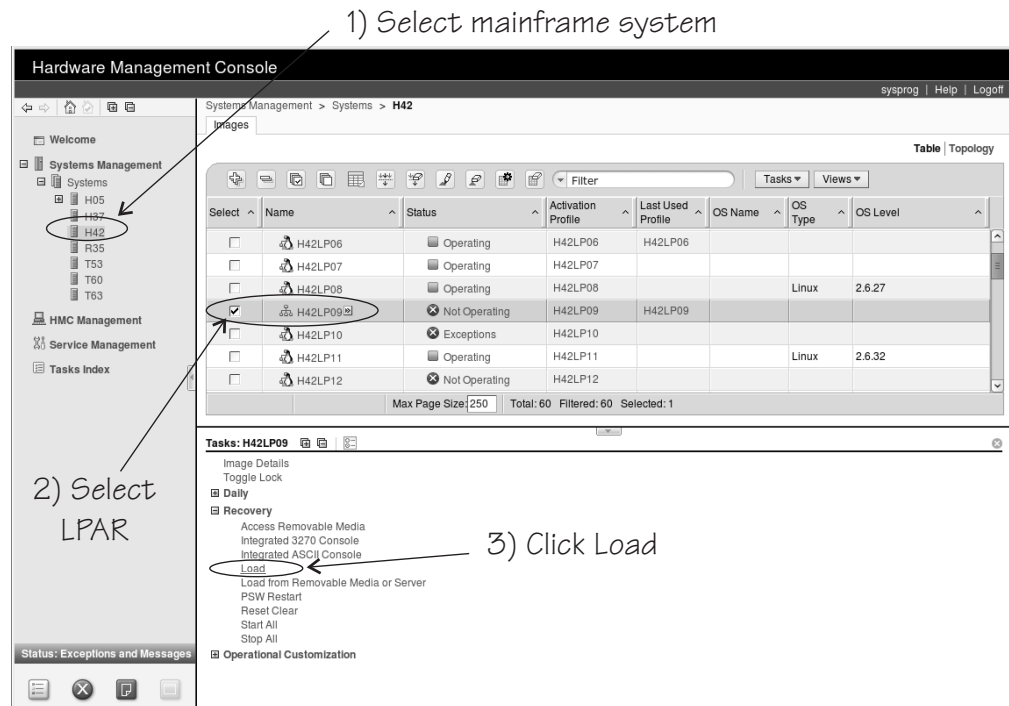 1) Select mainframe system
Hardware Management Console
sysprog | Help | Logoff
Systems Management > Systems > H42
Images
Welcome
Systems Management
Systems
H05
H37
H42
R35
T53
T60
T63
HMC Management
Service Management
Tasks Index
Table | Topology
Filter
Tasks Views
Select Name Status Activation Profile Last Used Profile OS Name OS Type OS Level
H42LP06 Operating H42LP06 H42LP06
H42LP07 Operating H42LP07
H42LP08 Operating H42LP08 Linux 2.6.27
H42LP09 Not Operating H42LP09 H42LP09
H42LP10 Exceptions H42LP10
H42LP11 Operating H42LP11 Linux 2.6.32
H42LP12 Not Operating H42LP12
Max Page Size: 250 Total: 60 Filtered: 60 Selected: 1
2) Select
LPAR
Tasks: H42LP09
Image Details
Toggle Lock
Daily
Recovery
Access Removable Media
Integrated 3270 Console
Integrated ASCII Console
Load
Load from Removable Media or Server
PSW Restart
Reset Clear
Start All
Stop All
Operational Customization
3) Click Load
Status: Exceptions and Messages